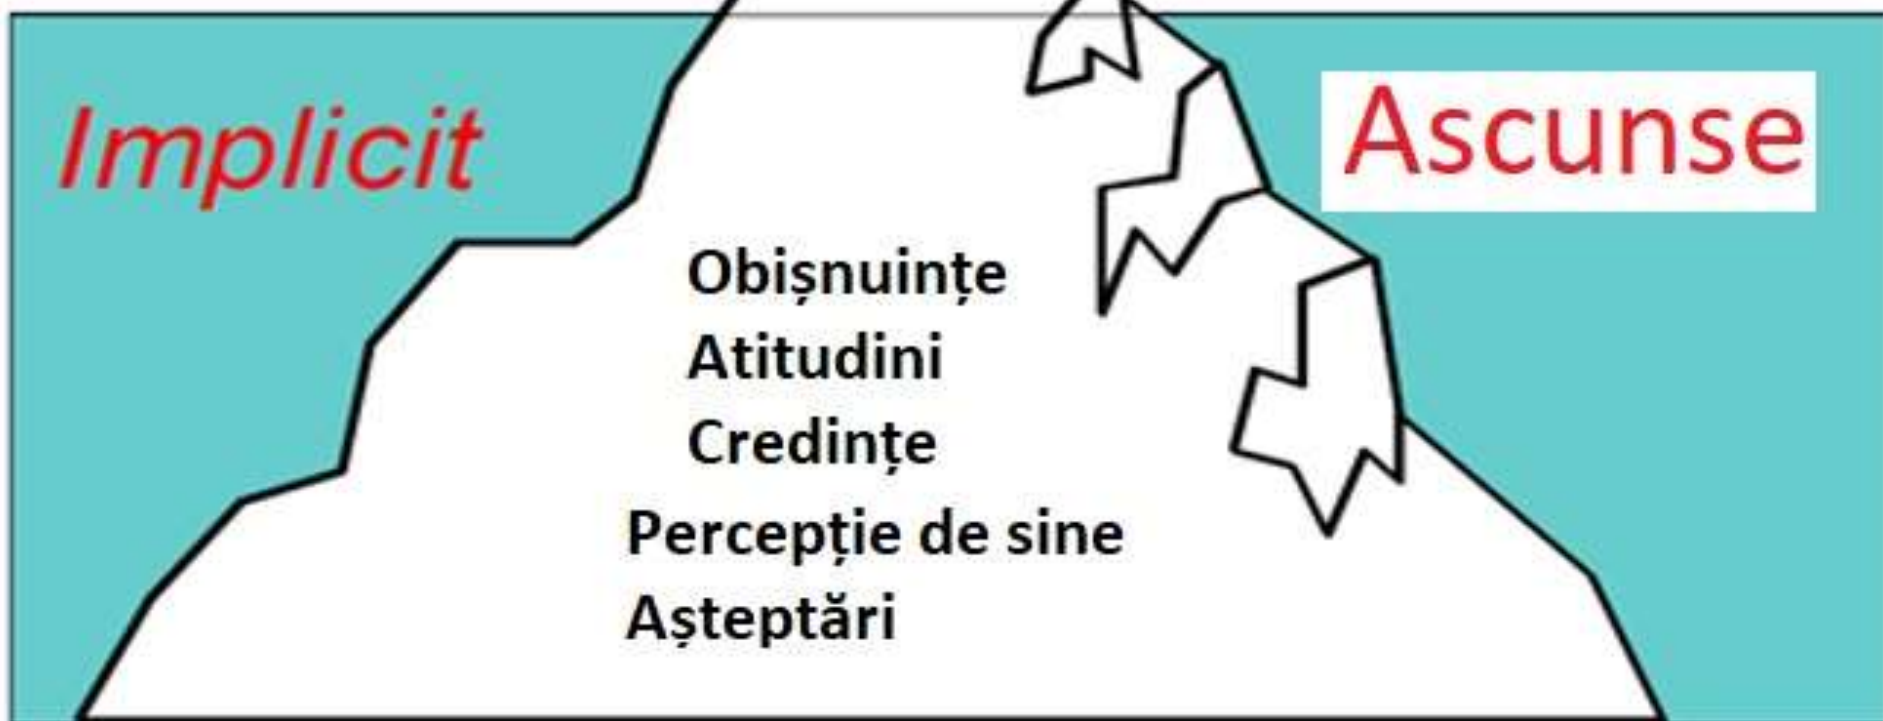 Implicit
Ascunse
Obișnuințe
Atitudini
Credințe
Percepție de sine
Așteptări